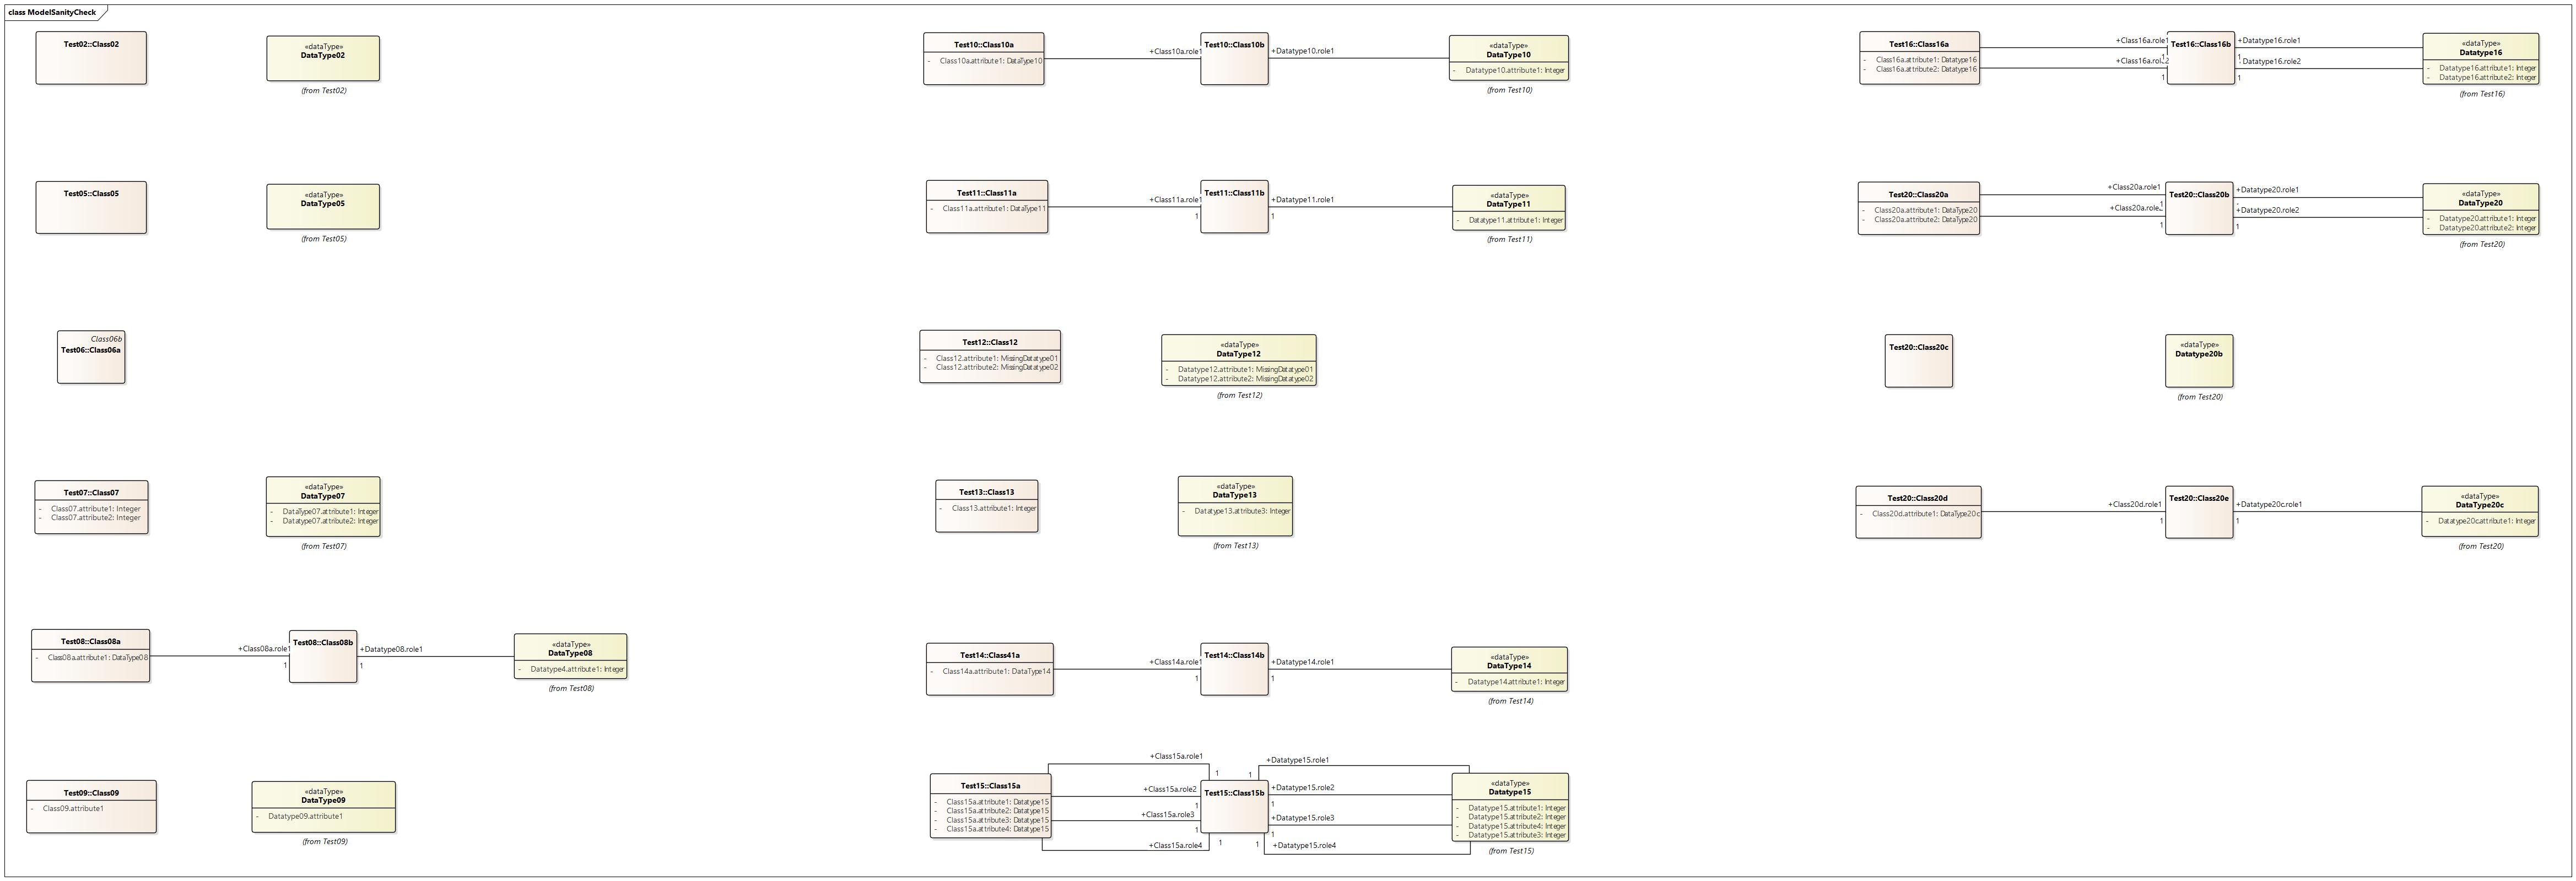 class ModelSanityCheck
Test02::Class02
«dataType»
DataType02
(from Test02)
Test05::Class05
«dataType»
DataType05
(from Test05)
Class06b
Test06::Class06a
Test07::Class07
- Class07.attribute1: Integer
- Class07.attribute2: Integer
«dataType»
DataType07
- DataType07.attribute1: Integer
- Datatype07.attribute2: Integer
(from Test07)
Test08::Class08a
- Class08a.attribute1: DataType08
+Class08a.role1
1
Test08::Class08b
+Datatype08.role1
1
«dataType»
DataType08
- Datatype4.attribute1: Integer
(from Test08)
Test09::Class09
- Class09.attribute1
«dataType»
DataType09
- Datatype09.attribute1
(from Test09)
Test10::Class10a
- Class10a.attribute1: DataType10
+Class10a.role1
Test10::Class10b
+Datatype10.role1
«dataType»
DataType10
- Datatype10.attribute1: Integer
(from Test10)
Test11::Class11a
- Class11a.attribute1: DataType11
+Class11a.role1
1
Test11::Class11b
+Datatype11.role1
1
«dataType»
DataType11
- Datatype11.attribute1: Integer
(from Test11)
Test12::Class12
- Class12.attribute1: MissingDatatype01
- Class12.attribute2: MissingDatatype02
«dataType»
DataType12
- Datatype12.attribute1: MissingDatatype01
- Datatype12.attribute2: MissingDatatype02
(from Test12)
Test13::Class13
- Class13.attribute1: Integer
«dataType»
DataType13
- Datatype13.attribute3: Integer
(from Test13)
Test14::Class41a
- Class14a.attribute1: DataType14
+Class14a.role1
1
Test14::Class14b
+Datatype14.role1
1
«dataType»
DataType14
- Datatype14.attribute1: Integer
(from Test14)
Test15::Class15a
- Class15a.attribute1: Datatype15
- Class15a.attribute2: Datatype15
- Class15a.attribute3: Datatype15
- Class15a.attribute4: Datatype15
+Class15a.role1
1
+Class15a.role2
1
+Class15a.role3
1
+Class15a.role4
1
Test15::Class15b
+Datatype15.role1
1
+Datatype15.role2
1
+Datatype15.role3
1
+Datatype15.role4
1
«dataType»
Datatype15
- Datatype15.attribute1: Integer
- Datatype15.attribute2: Integer
- Datatype15.attribute4: Integer
- Datatype15.attribute3: Integer
(from Test15)
Test16::Class16a
- Class16a.attribute1: Datatype16
- Class16a.attribute2: Datatype16
+Class16a.role1
1
1
Test16::Class16b
+Datatype16.role1
1
Datatype16.role2
1
«dataType»
Datatype16
- Datatype16.attribute1: Integer
- Datatype16.attribute2: Integer
(from Test16)
Test20::Class20a
- Class20a.attribute1: DataType20
- Class20a.attribute2: DataType20
+Class20a.role1
1
1
Test20::Class20b
+Datatype20.role1
+Datatype20.role2
1
«dataType»
DataType20
- Datatype20.attribute1: Integer
- Datatype20.attribute2: Integer
(from Test20)
Test20::Class20c
«dataType»
Datatype20b
(from Test20)
Test20::Class20d
- Class20d.attribute1: DataType20c
+Class20d.role1
1
Test20::Class20e
+Datatype20c.role1
1
«dataType»
DataType20c
- Datatype20c.attribute1: Integer
(from Test20)